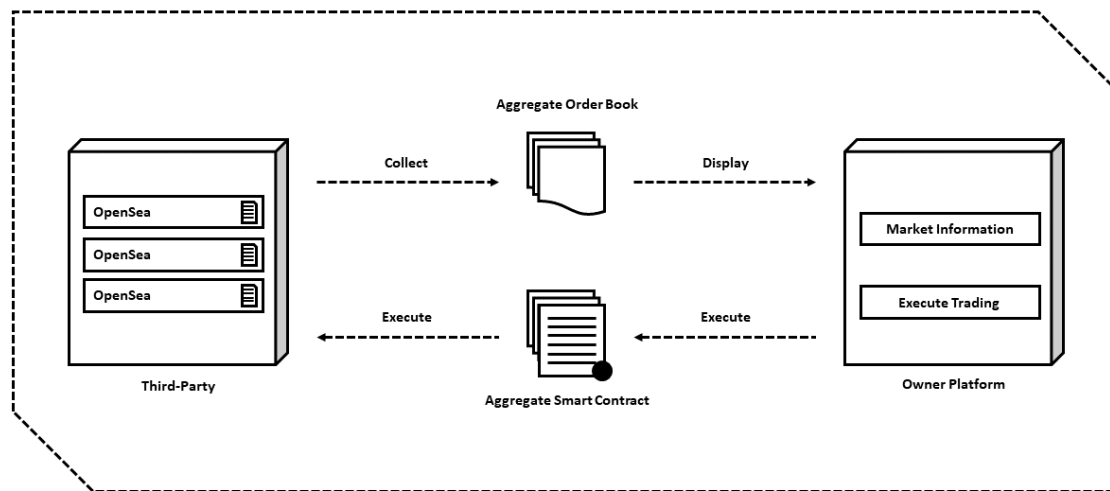 Aggregate Order Book
Collect
Display
OpenSea
OpenSea
OpenSea
Market Information
Execute Trading
Execute
Execute
Third-Party
Aggregate Smart Contract
Owner Platform